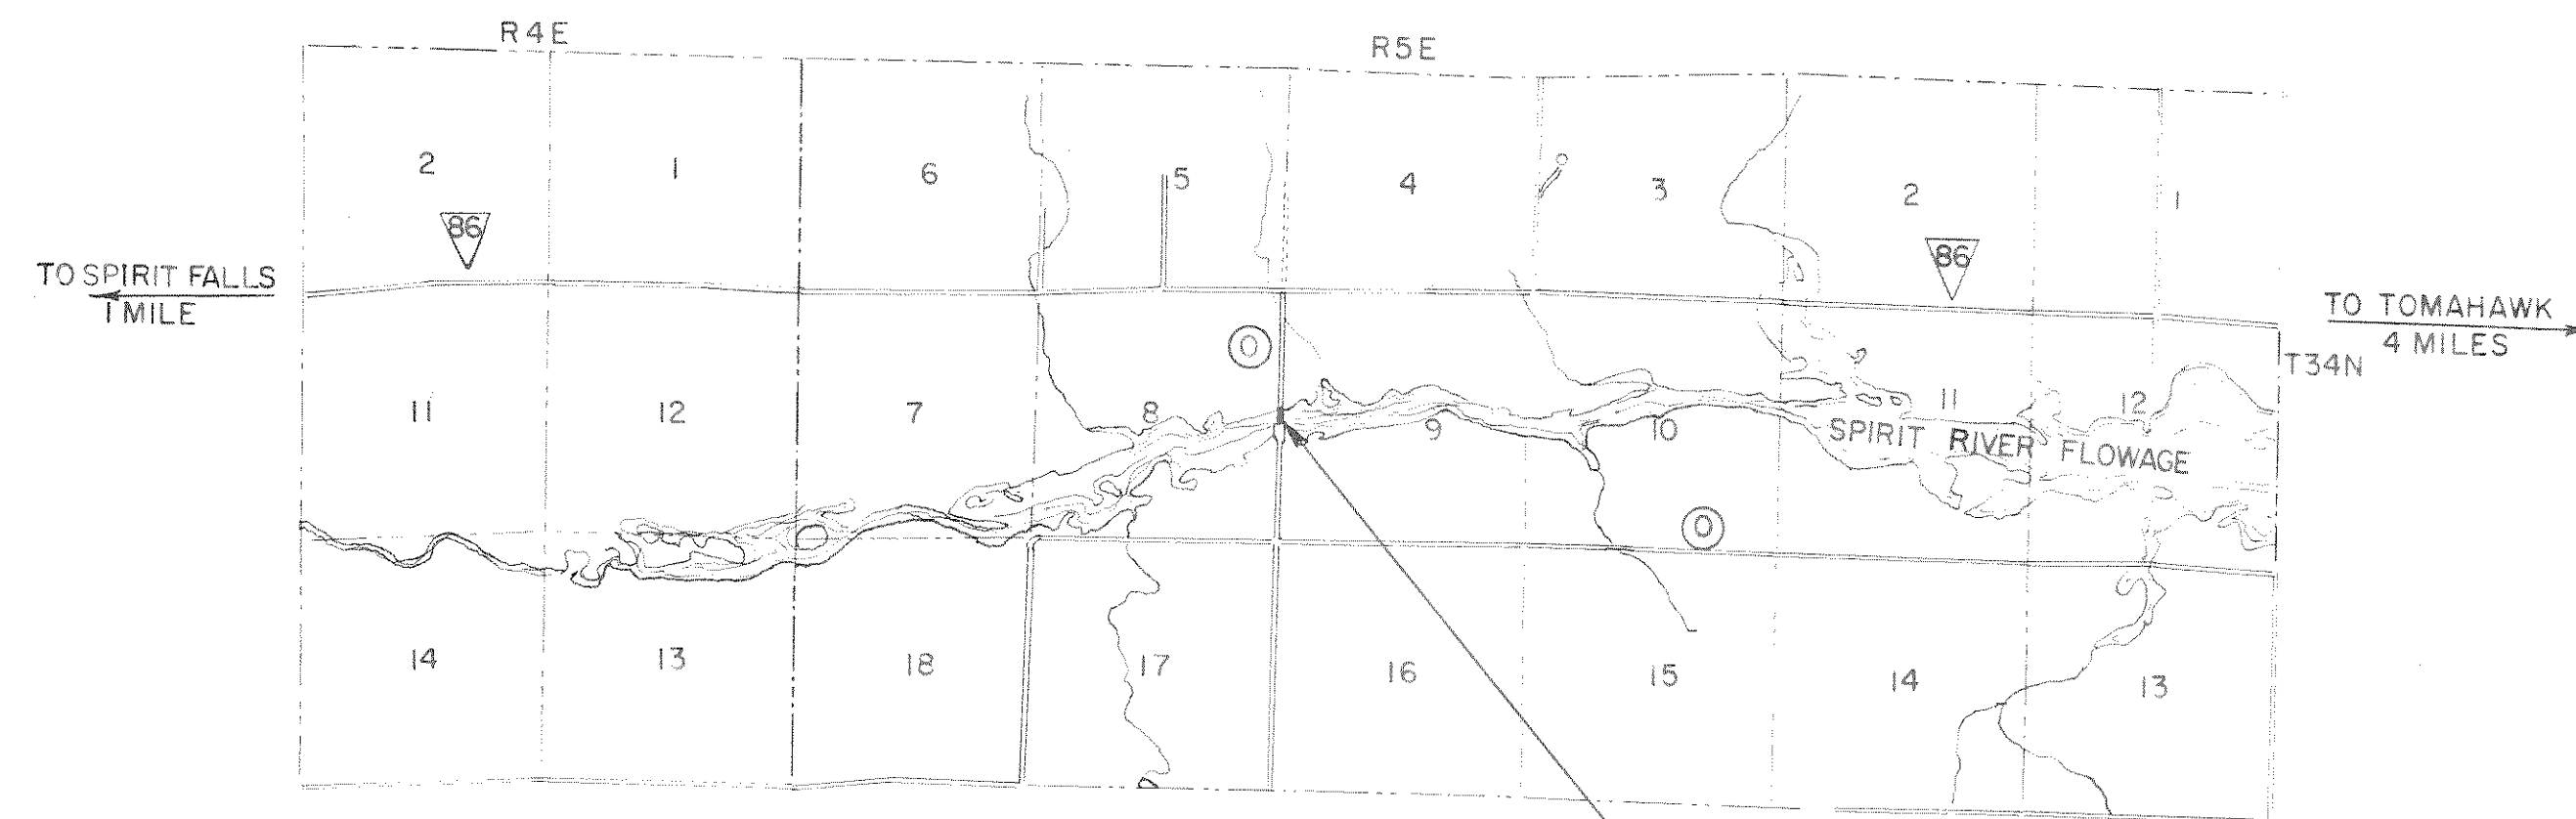 R4E
R5E
2
1
6
5
4
3
2
1
86
86
TO SPIRIT FALLS
1 MILE
TO TOMAHAWK
4 MILES
T34N
O
11
12
7
8
9
10
11
12
SPIRIT RIVER FLOWAGE
O
14
13
18
17
16
15
14
13